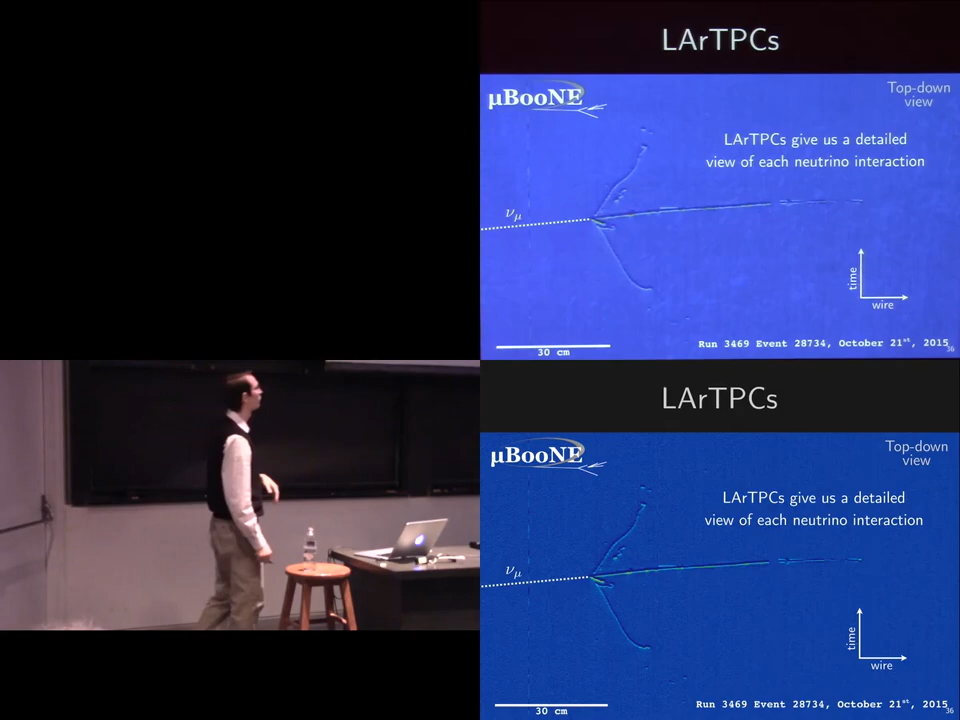 LArTPCs
µBooNE
Top-down
view
LArTPCs give us a detailed
view of each neutrino interaction
νμ
time
wire
30 cm
Run 3469 Event 28734, October 21st, 2015
36
LArTPCs
µBooNE
Top-down
view
LArTPCs give us a detailed
view of each neutrino interaction
νμ
time
wire
30 cm
Run 3469 Event 28734, October 21st, 2015
36